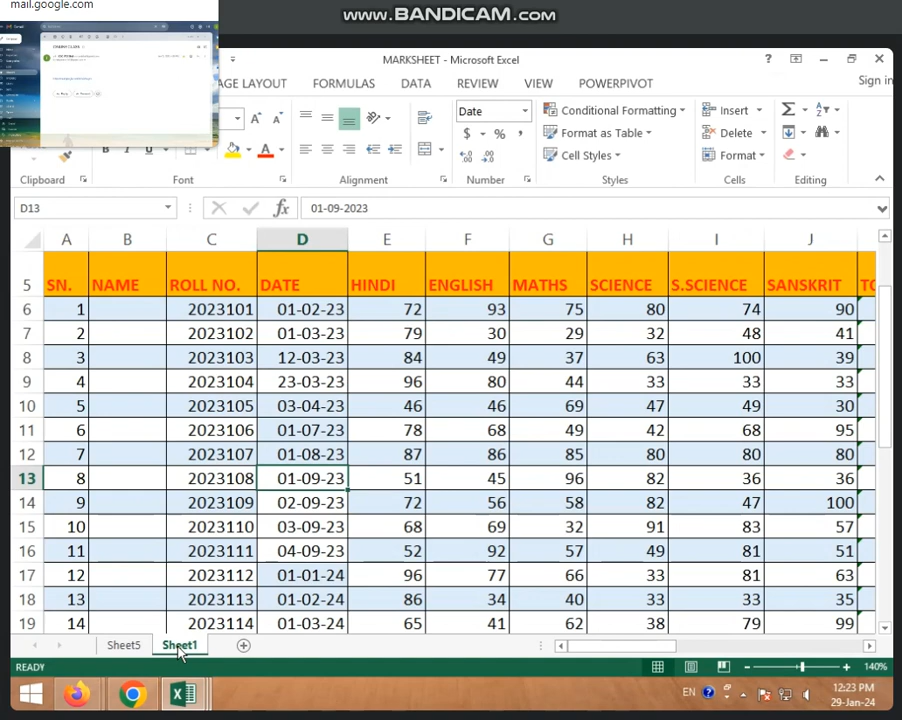 mail.google.com
WWW.BANDICAM.COM
MARKSHEET - Microsoft Excel
? 
AGE LAYOUT FORMULAS DATA REVIEW VIEW POWERPIVOT Sign in
A A Date Conditional Formatting Insert Σ
$ % , Format as Table Delete
B I U A Cell Styles Format
Clipboard Font Alignment Number Styles Cells Editing
D13 fx 01-09-2023
A B C D E F G H I J
5 SN. NAME ROLL NO. DATE HINDI ENGLISH MATHS SCIENCE S.SCIENCE SANSKRIT TO
6 1 2023101 01-02-23 72 93 75 80 74 90
7 2 2023102 01-03-23 79 30 29 32 48 41
8 3 2023103 12-03-23 84 49 37 63 100 39
9 4 2023104 23-03-23 96 80 44 33 33 33
10 5 2023105 03-04-23 46 46 69 47 49 30
11 6 2023106 01-07-23 78 68 49 42 68 95
12 7 2023107 01-08-23 87 86 85 80 80 80
13 8 2023108 01-09-23 51 45 96 82 36 36
14 9 2023109 02-09-23 72 56 58 82 47 100
15 10 2023110 03-09-23 68 69 32 91 83 57
16 11 2023111 04-09-23 52 92 57 49 81 51
17 12 2023112 01-01-24 96 77 66 33 81 63
18 13 2023113 01-02-24 86 34 40 33 33 35
19 14 2023114 01-03-24 65 41 62 38 79 99
Sheet5 Sheet1
READY 140%
EN 12:23 PM
29-Jan-24